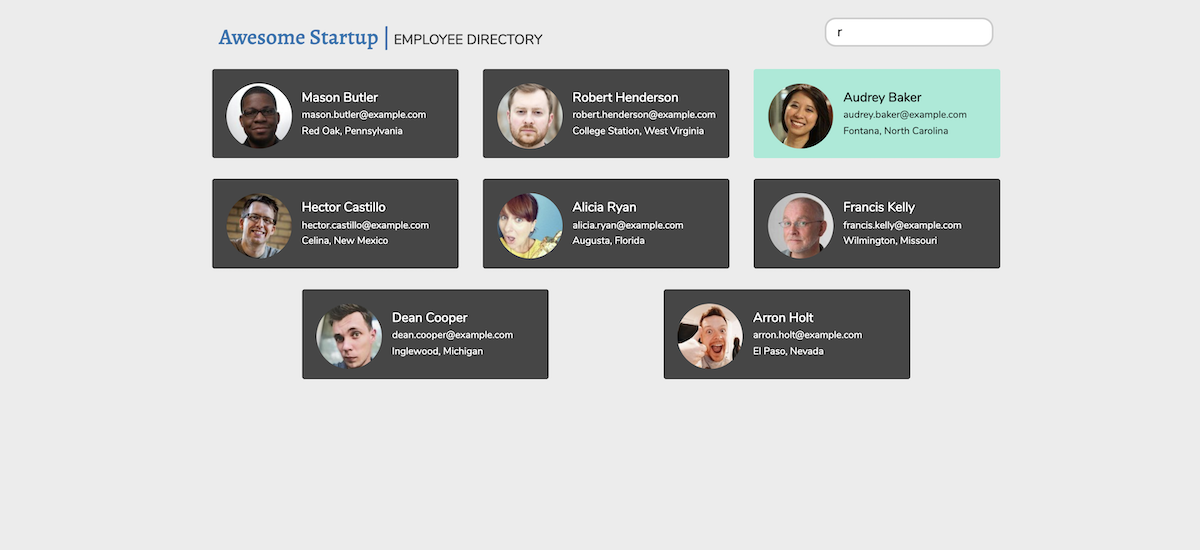 Awesome Startup | EMPLOYEE DIRECTORY
r
Mason Butler
mason.butler@example.com
Red Oak, Pennsylvania
Robert Henderson
robert.henderson@example.com
College Station, West Virginia
Audrey Baker
audrey.baker@example.com
Fontana, North Carolina
Hector Castillo
hector.castillo@example.com
Celina, New Mexico
Alicia Ryan
alicia.ryan@example.com
Augusta, Florida
Francis Kelly
francis.kelly@example.com
Wilmington, Missouri
Dean Cooper
dean.cooper@example.com
Inglewood, Michigan
Arron Holt
arron.holt@example.com
El Paso, Nevada